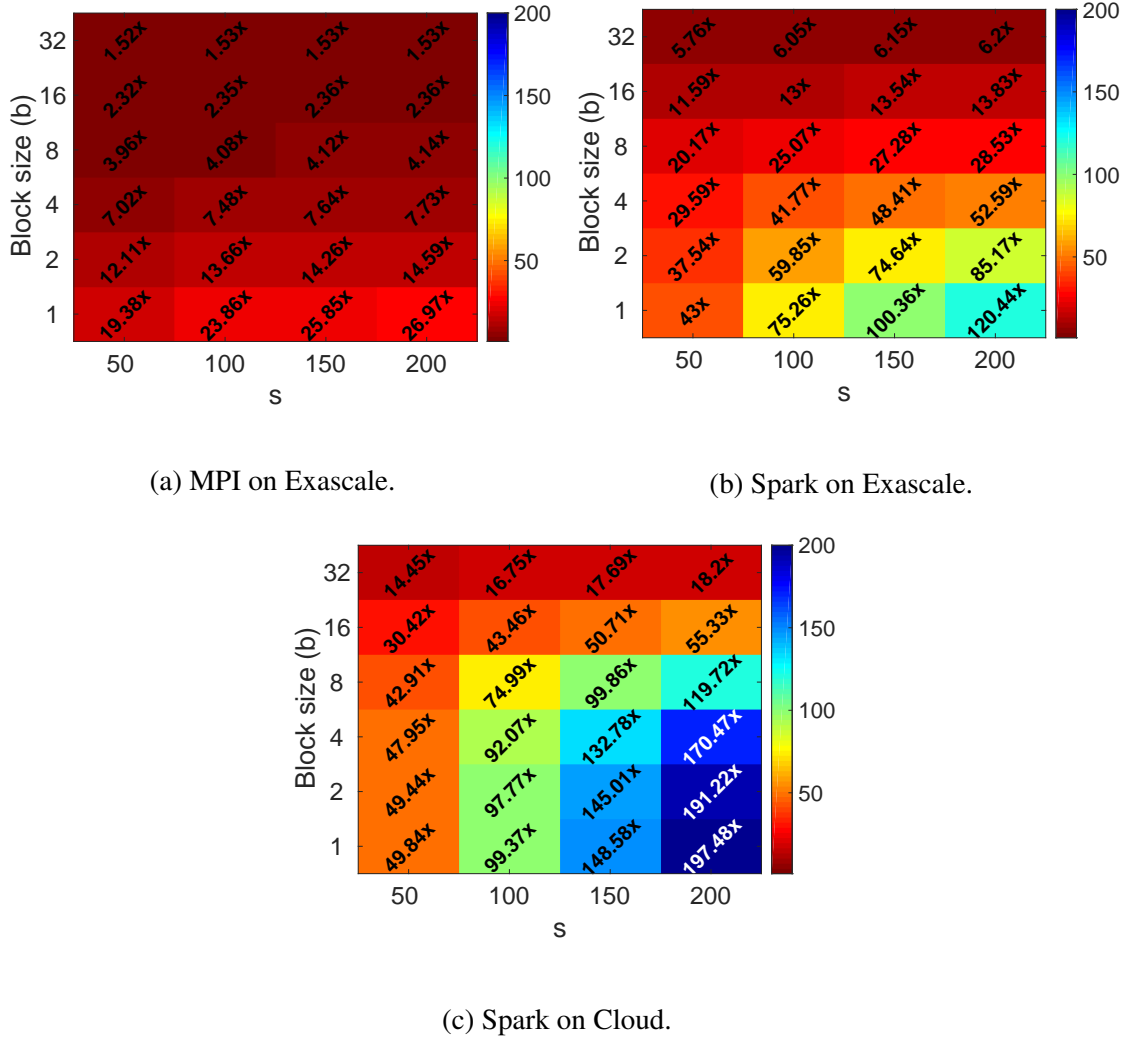 32 1.52x 1.53x 1.53x 1.53x
16 2.32x 2.35x 2.36x 2.36x
8 3.96x 4.08x 4.12x 4.14x
4 7.02x 7.48x 7.64x 7.73x
2 12.11x 13.66x 14.26x 14.59x
1 19.38x 23.86x 25.85x 26.97x
50 100 150 200
s
Block size (b)
200
150
100
50
(a) MPI on Exascale.
32 5.76x 6.05x 6.15x 6.2x
16 11.59x 13x 13.54x 13.83x
8 20.17x 25.07x 27.28x 28.53x
4 29.59x 41.77x 48.41x 52.59x
2 37.54x 59.85x 74.64x 85.17x
1 43x 75.26x 100.36x 120.44x
50 100 150 200
s
Block size (b)
200
150
100
50
(b) Spark on Exascale.
32 14.45x 16.75x 17.69x 18.2x
16 30.42x 43.46x 50.71x 55.33x
8 42.91x 74.99x 99.86x 119.72x
4 47.95x 92.07x 132.78x 170.47x
2 49.44x 97.77x 145.01x 191.22x
1 49.84x 99.37x 148.58x 197.48x
50 100 150 200
s
Block size (b)
200
150
100
50
(c) Spark on Cloud.